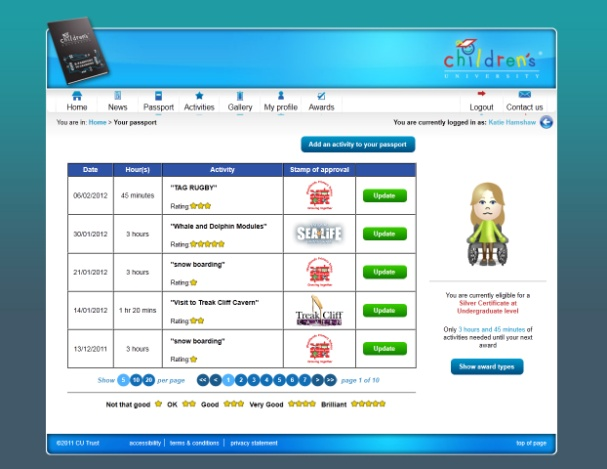 children's
UNIVERSITY
Home News Passport Activities Gallery My profile Awards Logout Contact us
You are in: Home > Your passport
You are currently logged in as: Katie Hamshaw
Add an activity to your passport
Date Hour(s) Activity Stamp of approval
06/02/2012 45 minutes "TAG RUGBY" Update
Rating:
30/01/2012 3 hours "Whale and Dolphin Modules" SEA LIFE Update
Rating:
21/01/2012 3 hours "snow boarding" Update
Rating:
14/01/2012 1 hr 20 mins "Visit to Treak Cliff Cavern" Treak Cliff Update
Rating:
13/12/2011 3 hours "snow boarding" Update
Rating:
You are currently eligible for a
Silver Certificate at
Undergraduate level
Only 3 hours and 45 minutes of
activities needed until your next
award
Show award types
Show 5 10 20 per page << < 1 2 3 4 5 6 7 > >> page 1 of 10
Not that good OK Good Very Good Brilliant
©2011 CU Trust accessibility | terms & conditions | privacy statement top of page